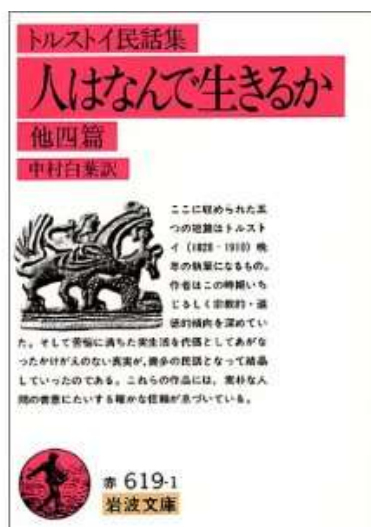 トルストイ民話集
人はなんで生きるか
他四篇
中村白葉訳
ここに収められた五
つの短篇はトルスト
イ（1828‐1910）晩
年の執筆になるもの。
作者はこの時期いち
じるしく宗教的・道
徳的傾向を深めてい
た。そして苦悩に満ちた実生活を代償としてあがな
ったかけがえのない真実が、幾多の民話となって結晶
していったのである。これらの作品には、素朴な人
間の善意にたいする確かな信頼が息づいている。
赤 619-1
岩波文庫